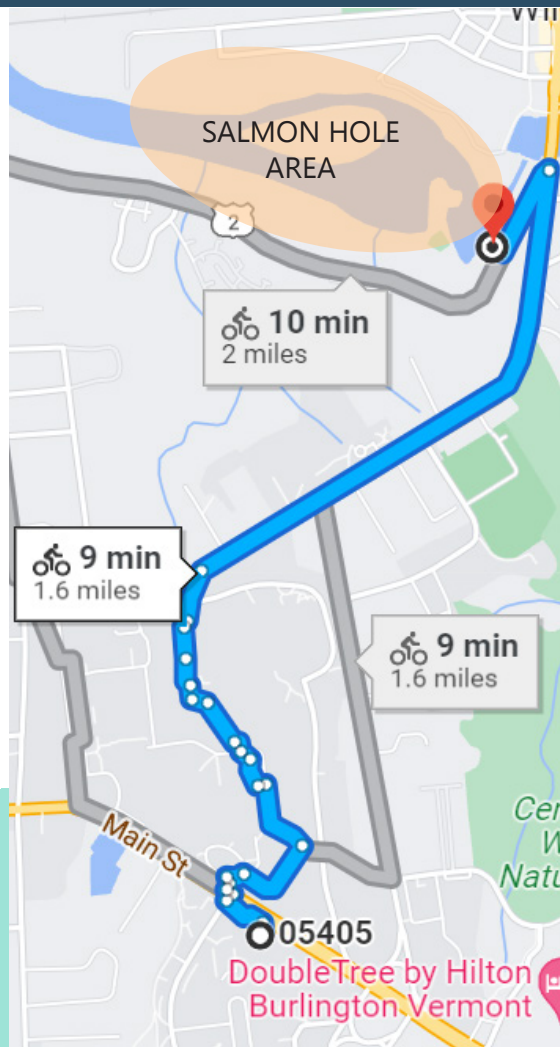 SALMON HOLE
AREA
2
10 min
2 miles
9 min
1.6 miles
9 min
1.6 miles
Main St
05405
DoubleTree by Hilton
Burlington Vermont